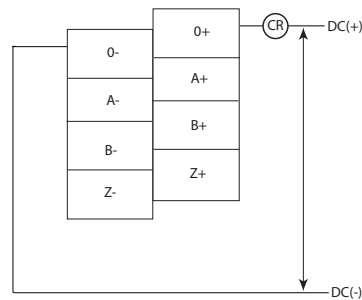 0+
CR
DC(+)
0-
A+
A-
B+
B-
Z+
Z-
DC(-)